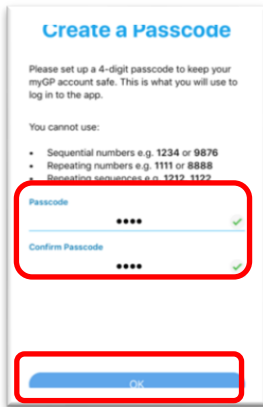 Create a Passcode
Please set up a 4-digit passcode to keep your
myGP account safe. This is what you will use to
log in to the app.
You cannot use:
• Sequential numbers e.g. 1234 or 9876
• Repeating numbers e.g. 1111 or 8888
• Repeating sequences e.g. 1212, 1122
Passcode
••••
Confirm Passcode
••••
OK